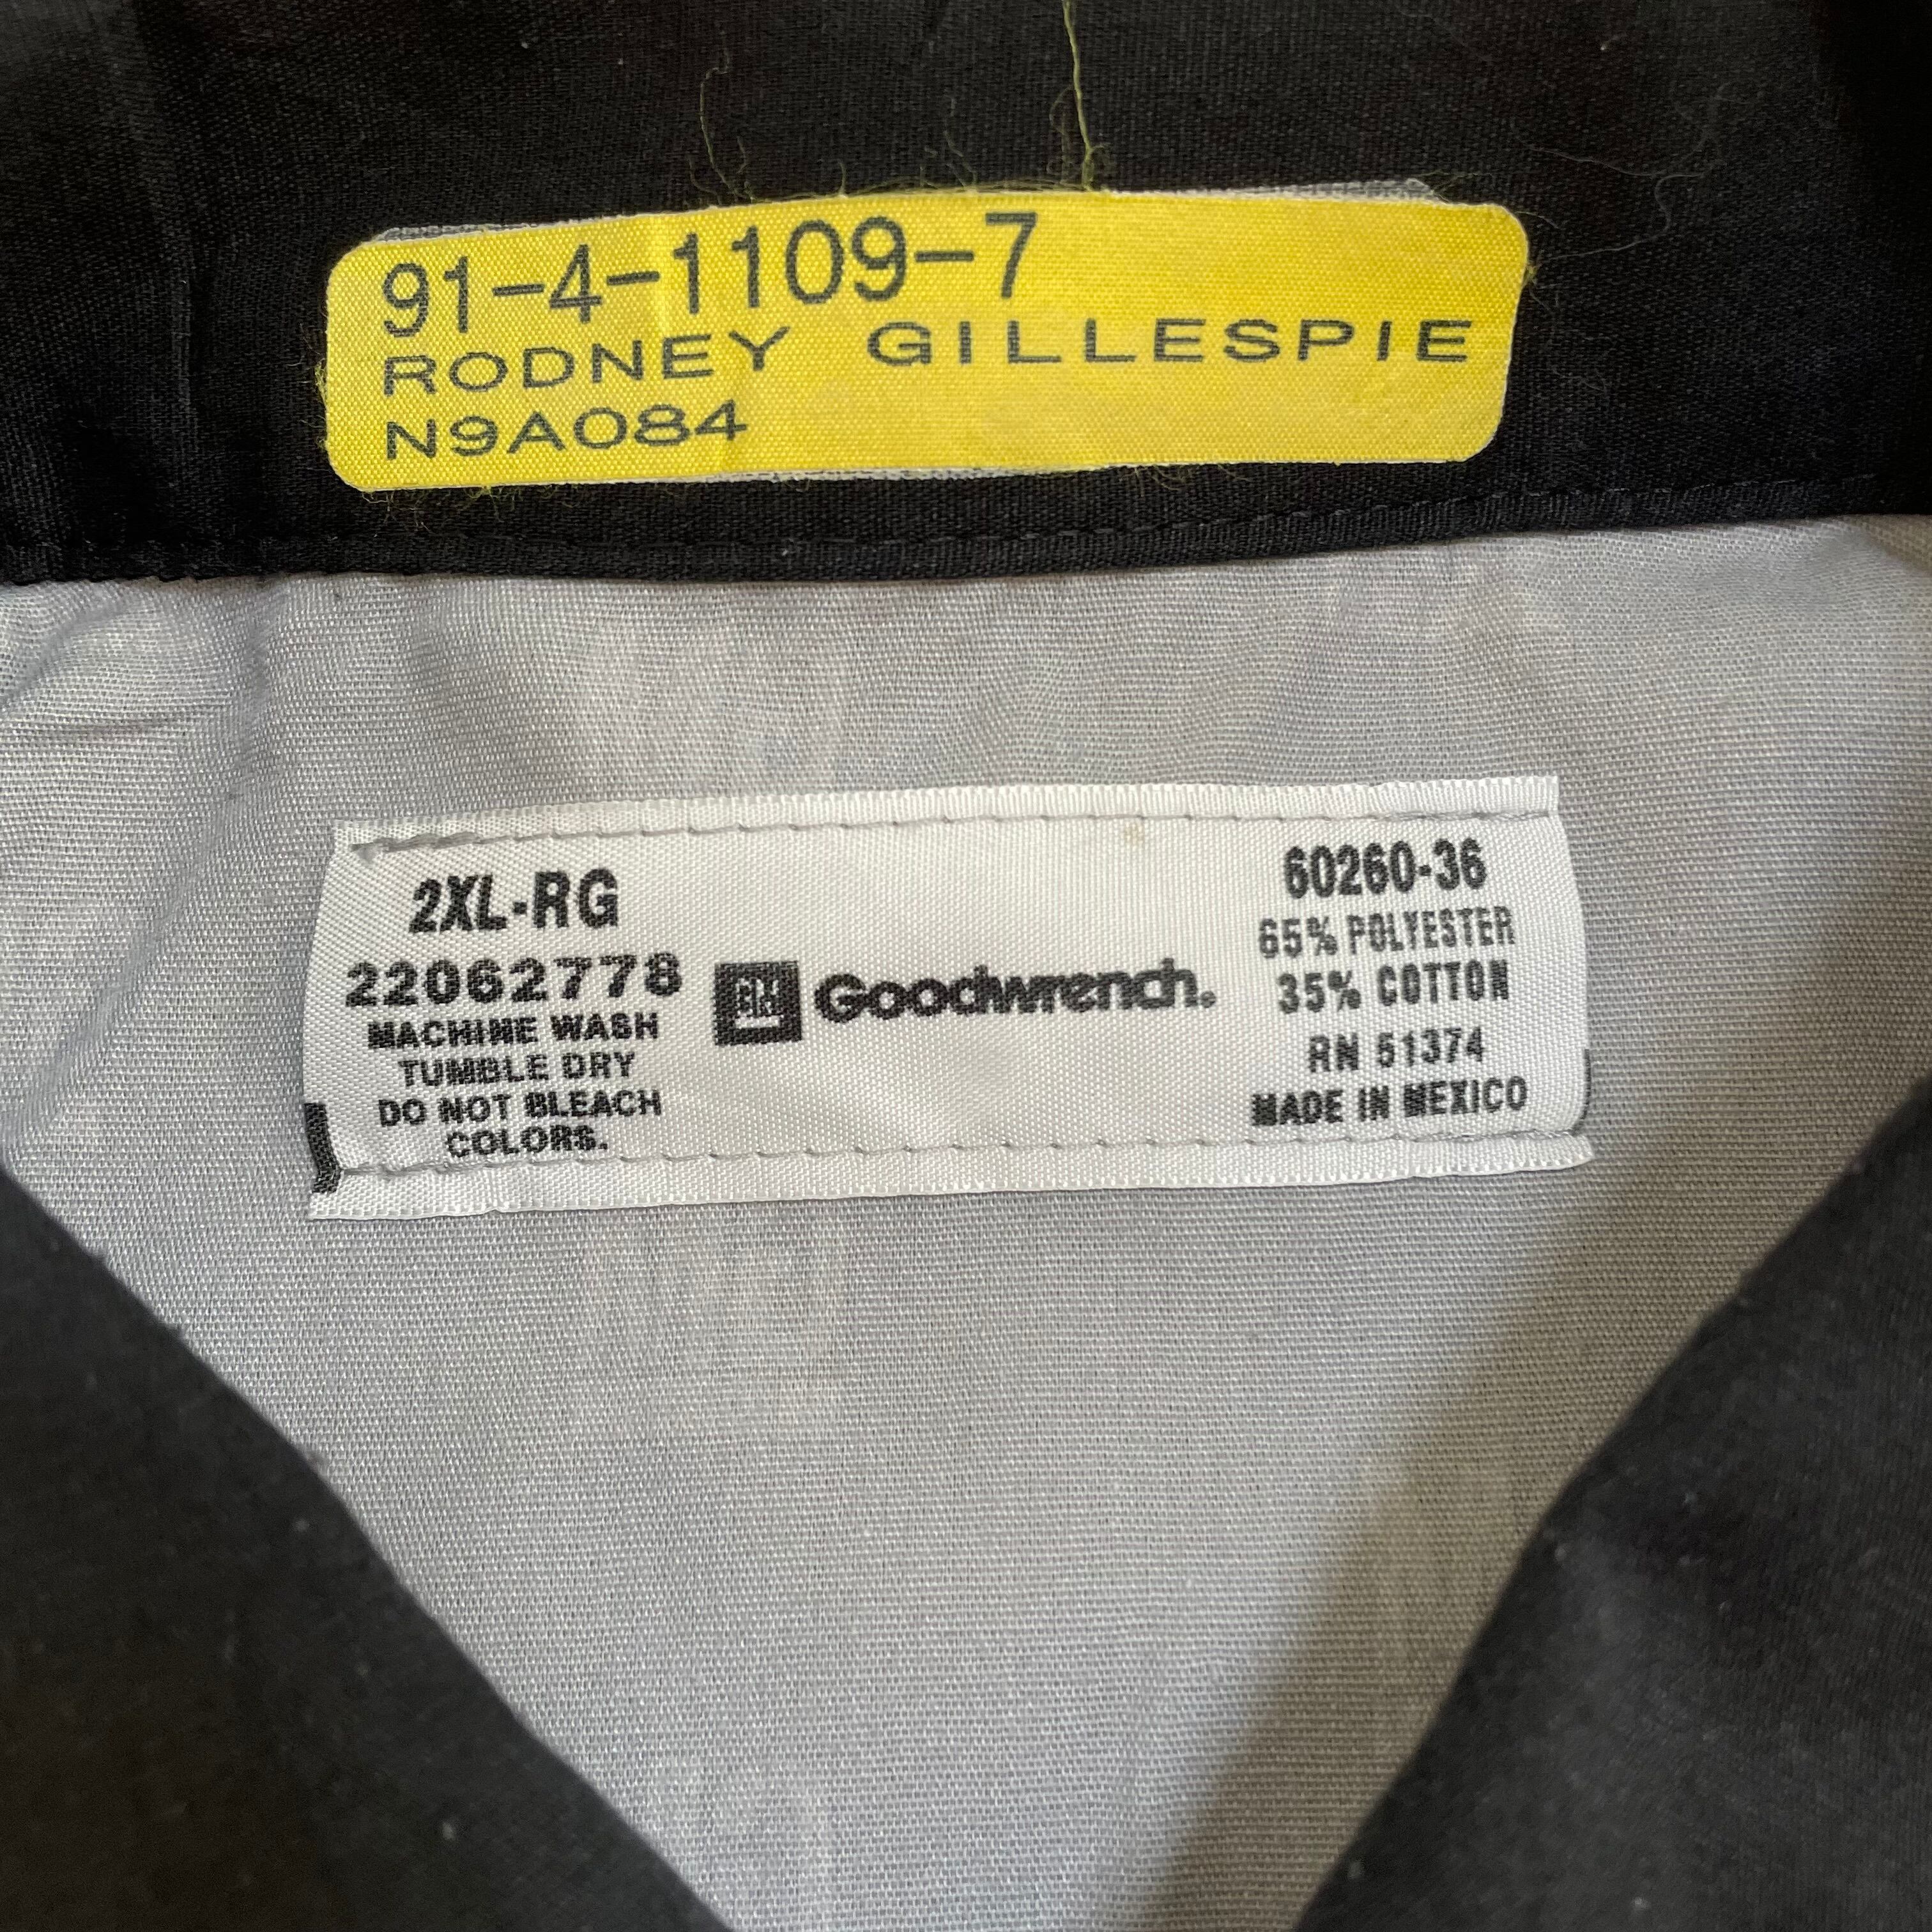 91-4-1109-7
RODNEY GILLESPIE
N9A084
2XL-RG
22062778
MACHINE WASH
TUMBLE DRY
DO NOT BLEACH
COLORS.
GM Goodwrench.
60260-36
65% POLYESTER
35% COTTON
RN 51374
MADE IN MEXICO